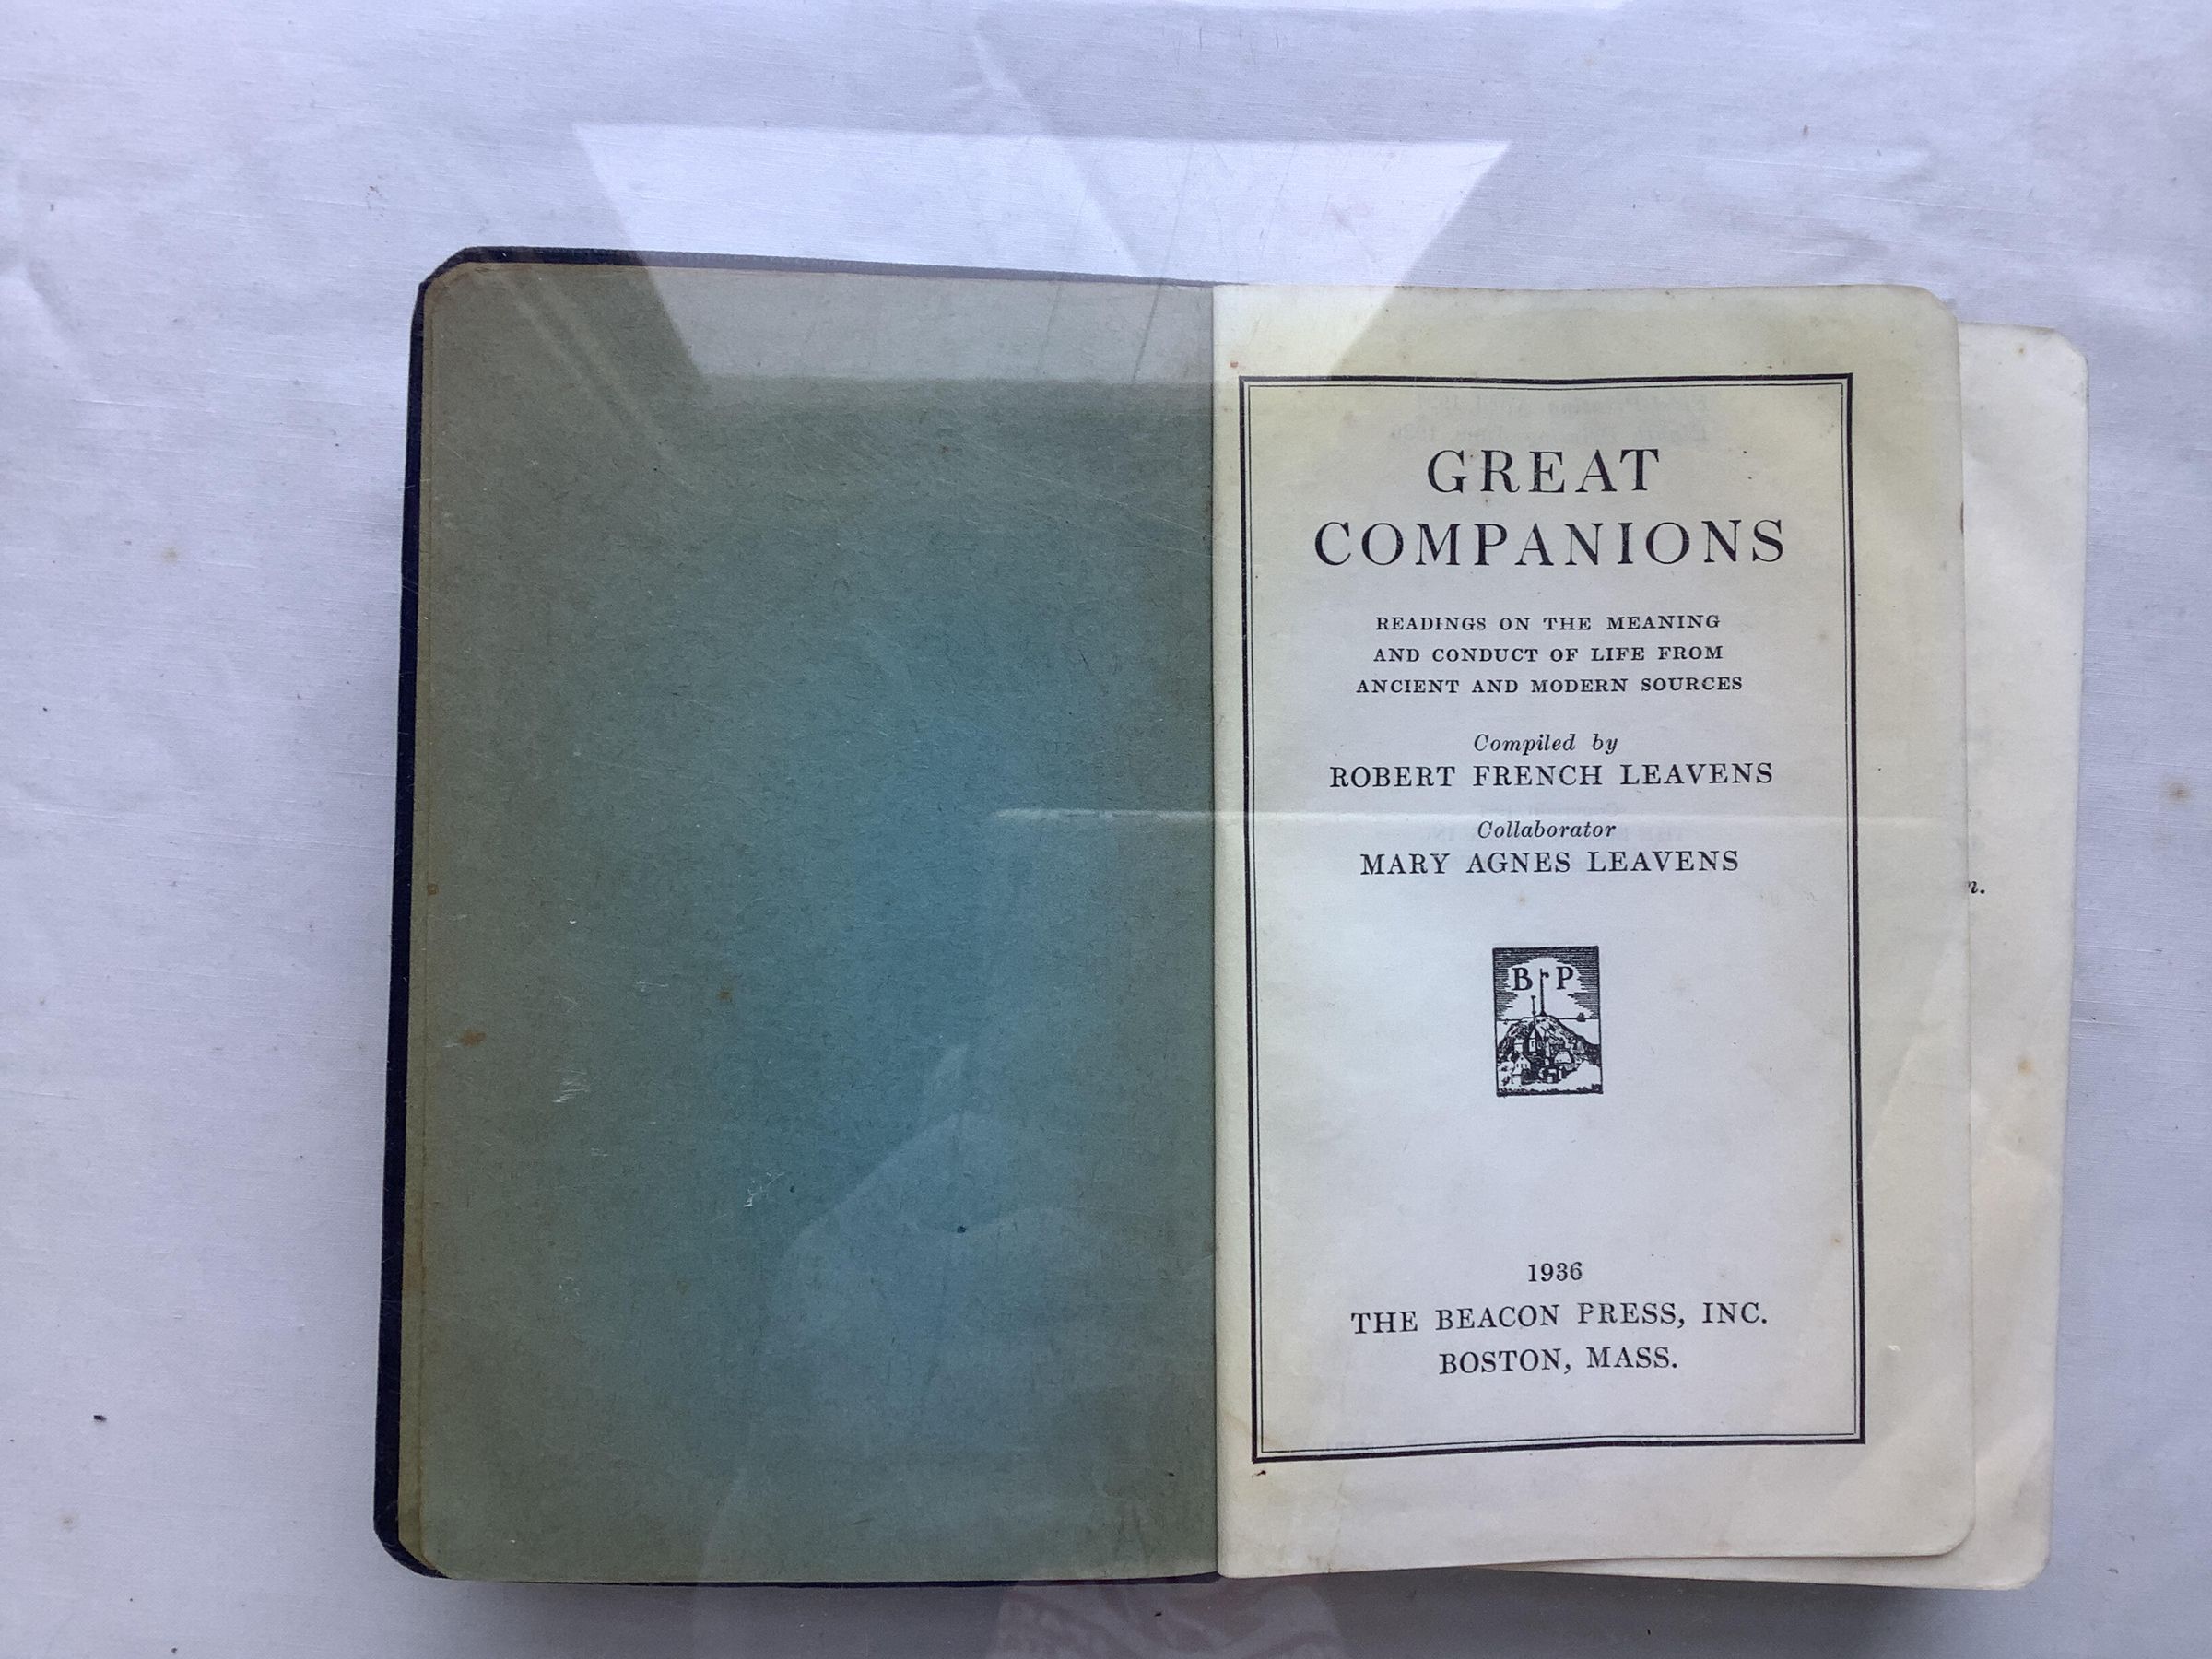 GREAT
COMPANIONS
READINGS ON THE MEANING
AND CONDUCT OF LIFE FROM
ANCIENT AND MODERN SOURCES
Compiled by
ROBERT FRENCH LEAVENS
Collaborator
MARY AGNES LEAVENS
B P
1936
THE BEACON PRESS, INC.
BOSTON, MASS.
n.